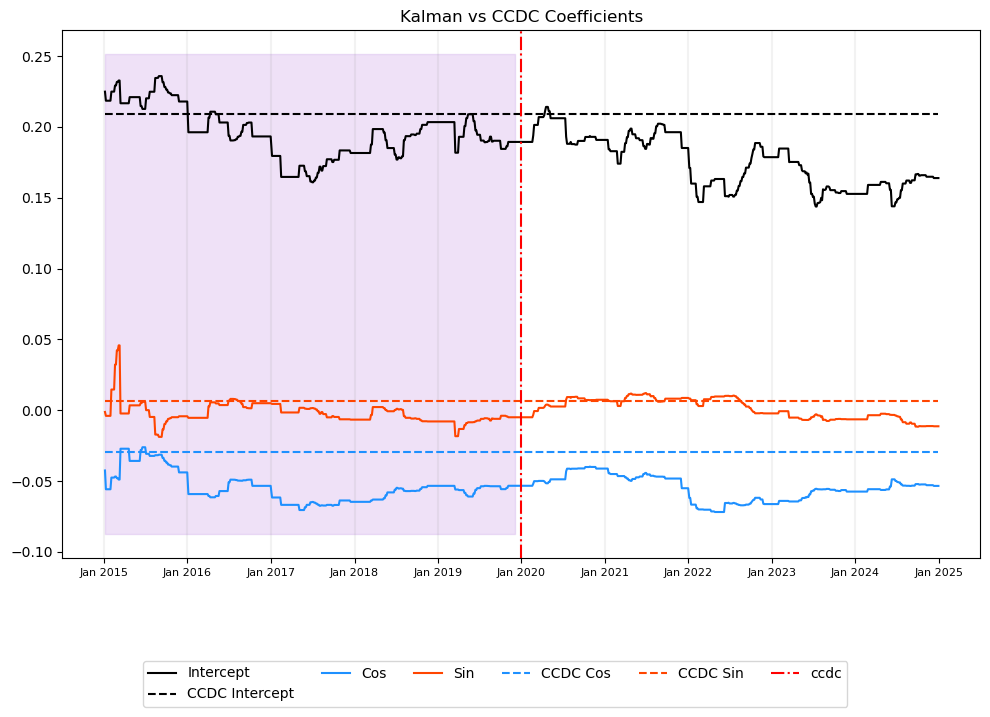 Kalman vs CCDC Coefficients
0.25
0.20
0.15
0.10
0.05
0.00
−0.05
−0.10
Jan 2015 Jan 2016 Jan 2017 Jan 2018 Jan 2019 Jan 2020 Jan 2021 Jan 2022 Jan 2023 Jan 2024 Jan 2025
Intercept Cos Sin CCDC Cos CCDC Sin ccdc
CCDC Intercept